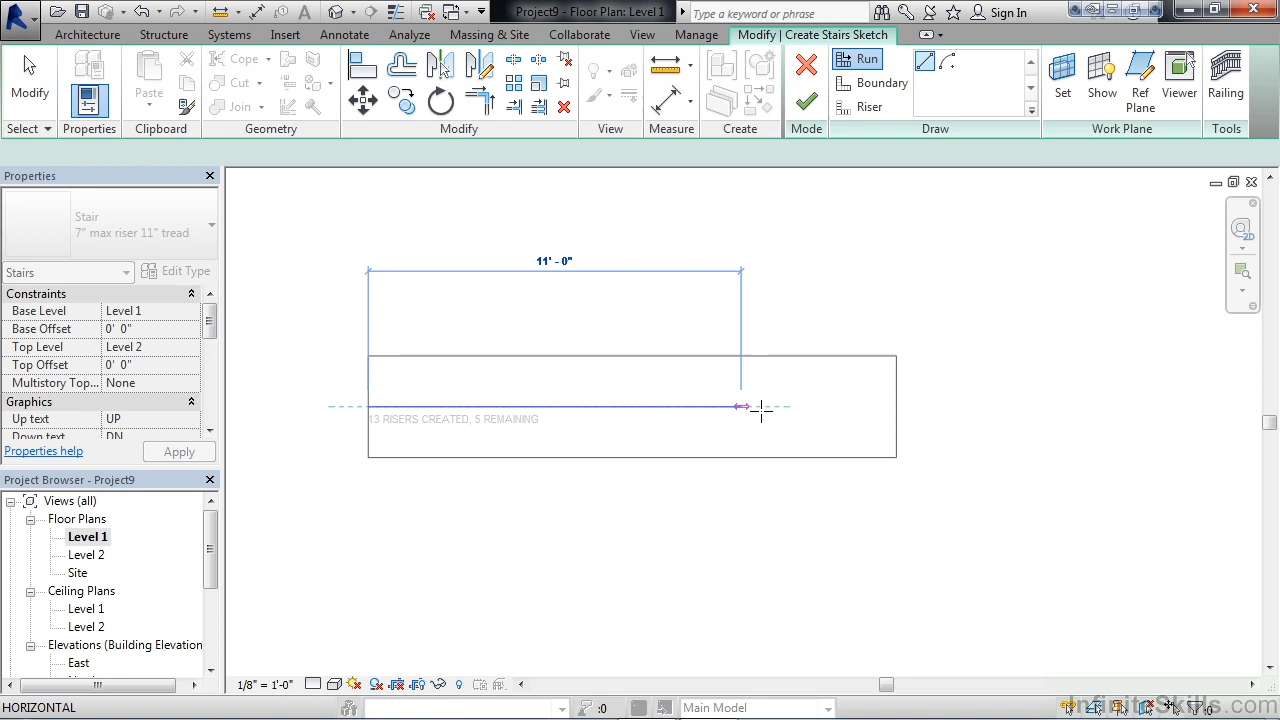 Project9 - Floor Plan: Level 1
Type a keyword or phrase
Sign In
Architecture
Structure
Systems
Insert
Annotate
Analyze
Massing & Site
Collaborate
View
Manage
Modify | Create Stairs Sketch
Modify
Paste
Cope
Cut
Join
Run
Boundary
Riser
Set
Show
Ref
Plane
Viewer
Railing
Select
Properties
Clipboard
Geometry
Modify
View
Measure
Create
Mode
Draw
Work Plane
Tools
Properties
Stair
7" max riser 11" tread
Stairs
Edit Type
Constraints
Base Level Level 1
Base Offset 0' 0"
Top Level Level 2
Top Offset 0' 0"
Multistory Top... None
Graphics
Up text UP
Down text DN
Properties help
Apply
Project Browser - Project9
Views (all)
Floor Plans
Level 1
Level 2
Site
Ceiling Plans
Level 1
Level 2
Elevations (Building Elevation
East
11' - 0"
13 RISERS CREATED, 5 REMAINING
2D
1/8" = 1'-0"
HORIZONTAL
:0
Main Model
InfiniteSkills.com